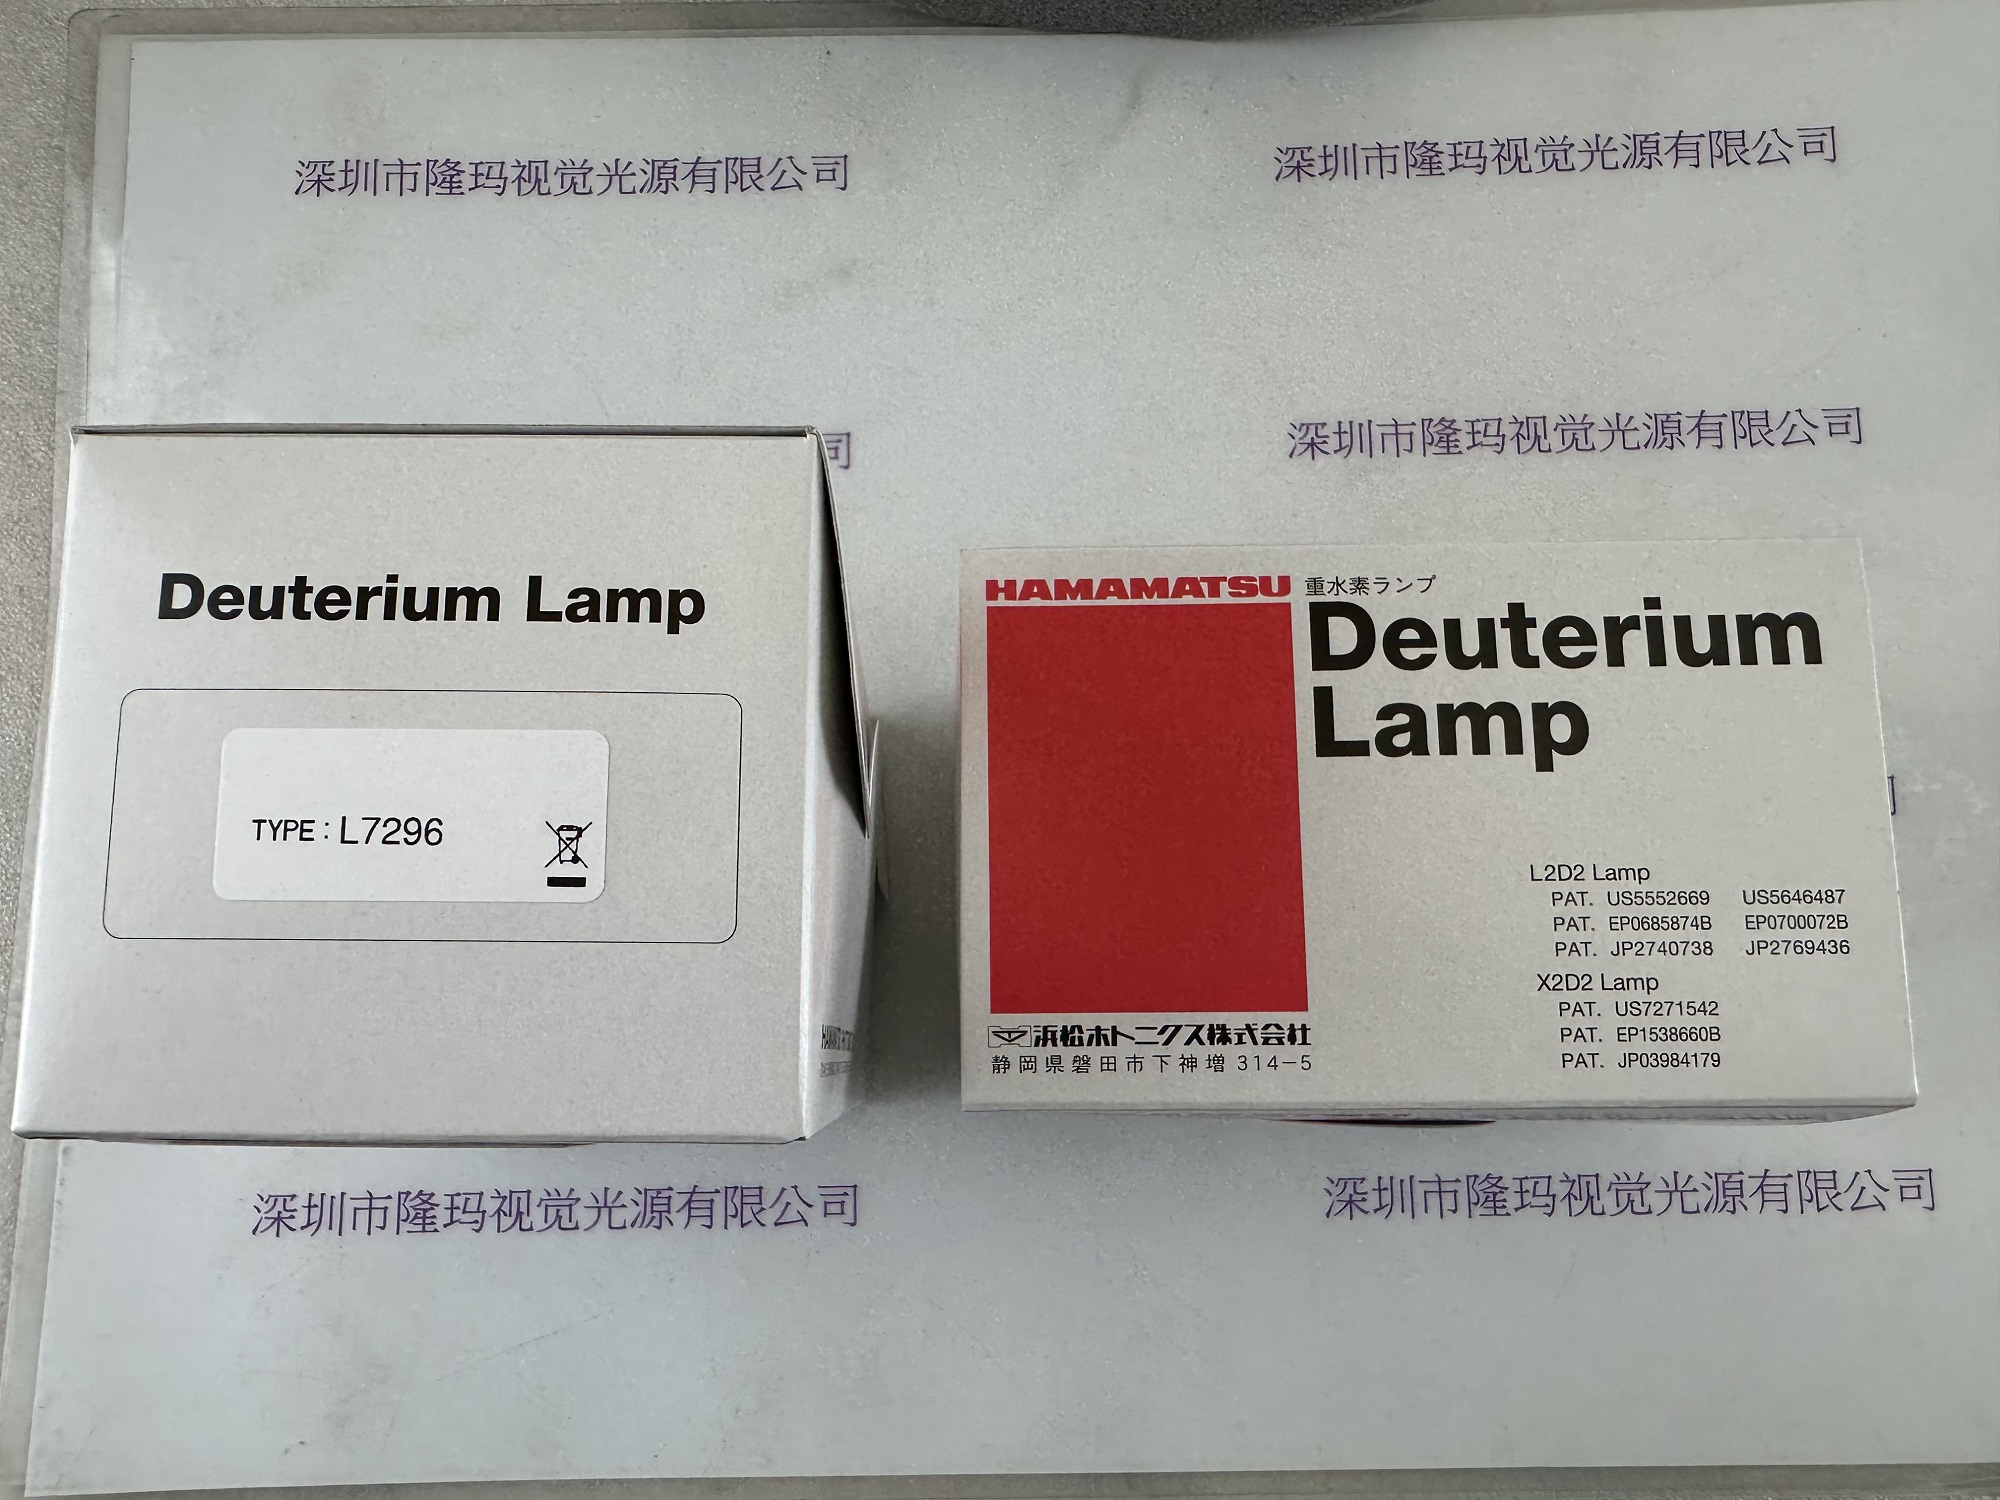 深圳市隆玛视觉光源有限公司
深圳市隆玛视觉光源有限公司
司
深圳市隆玛视觉光源有限公司
Deuterium Lamp
TYPE : L7296
HAMAMATSU 重水素ランプ
Deuterium
Lamp
L2D2 Lamp
PAT. US5552669 US5646487
PAT. EP0685874B EP0700072B
PAT. JP2740738 JP2769436
X2D2 Lamp
PAT. US7271542
PAT. EP1538660B
PAT. JP03984179
浜松ホトニクス株式会社
静岡県磐田市下神増 314-5
司
深圳市隆玛视觉光源有限公司
深圳市隆玛视觉光源有限公司